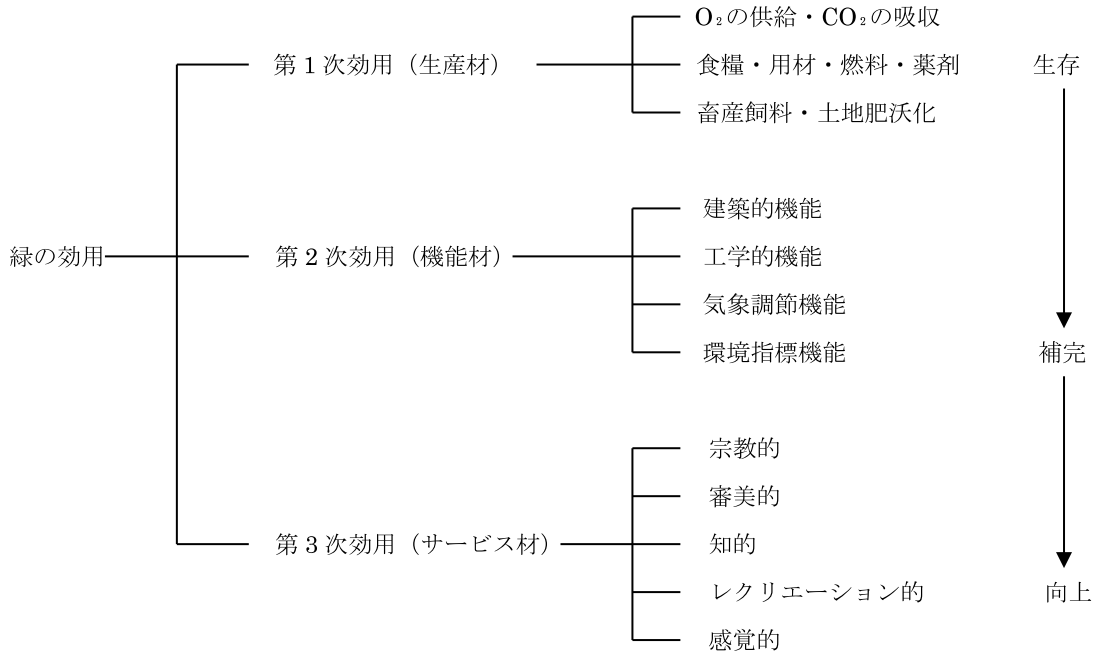 O₂の供給・CO₂の吸収
第1次効用（生産材）
食糧・用材・燃料・薬剤
生存
畜産飼料・土地肥沃化
建築的機能
緑の効用
第2次効用（機能材）
工学的機能
気象調節機能
環境指標機能
補完
宗教的
審美的
第3次効用（サービス材）
知的
レクリエーション的
向上
感覚的